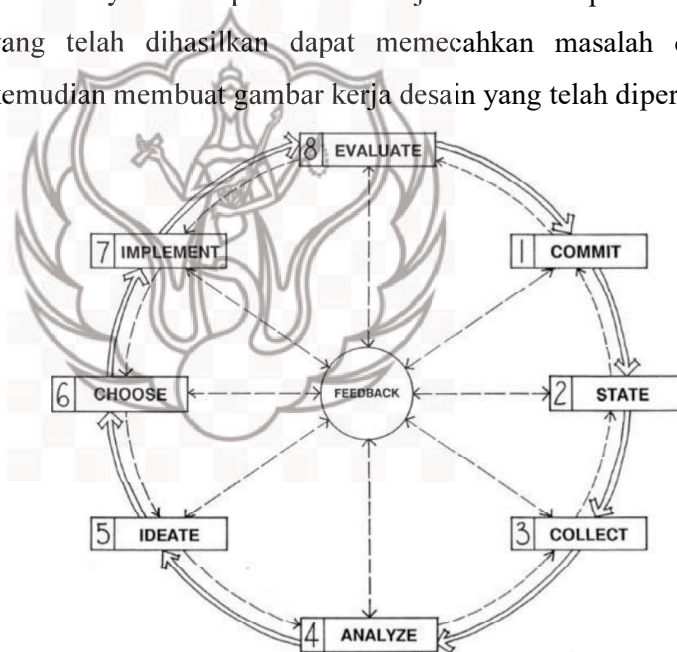 yang telah dihasilkan dapat memecahkan masalah
kemudian membuat gambar kerja desain yang telah diper
8 EVALUATE
7 IMPLEMENT
1 COMMIT
6 CHOOSE
FEEDBACK
2 STATE
5 IDEATE
3 COLLECT
4 ANALYZE